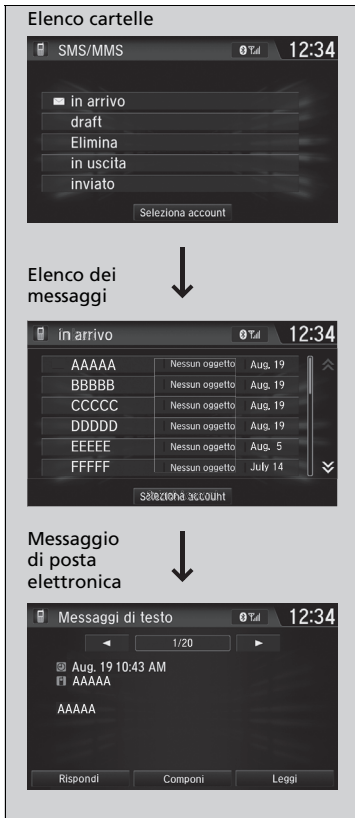 Elenco cartelle
SMS/MMS 12:34
in arrivo
draft
Elimina
in uscita
inviato
Seleziona account
Elenco dei
messaggi
in arrivo 12:34
AAAAA Nessun oggetto Aug. 19
BBBBB Nessun oggetto Aug. 19
CCCCC Nessun oggetto Aug. 19
DDDDD Nessun oggetto Aug. 19
EEEEE Nessun oggetto Aug. 5
FFFFF Nessun oggetto July 14
Seleziona account
Messaggio
di posta
elettronica
Messaggi di testo 12:34
1/20
Aug. 19 10:43 AM
AAAAA
AAAAA
Rispondi Componi Leggi